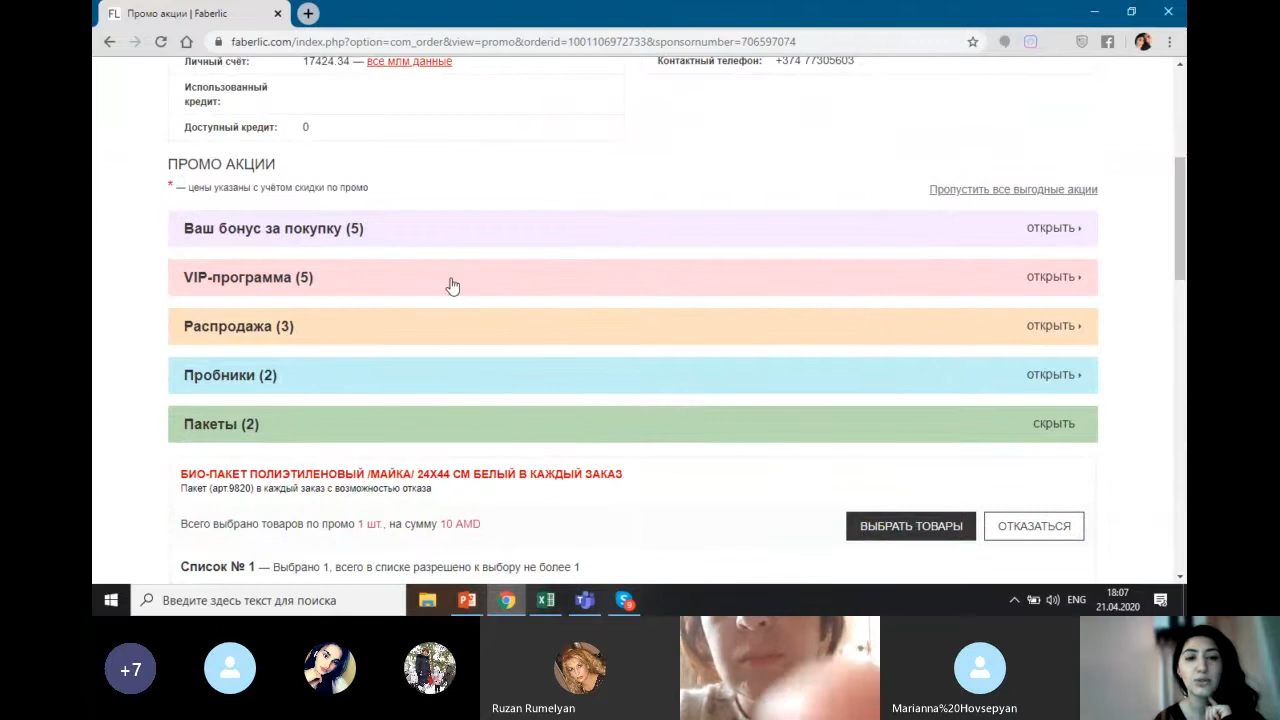 FL Промо акции | Faberlic
faberlic.com/index.php?option=com_order&view=promo&orderid=1001106972733&sponsornumber=706597074
Личный счёт: 17424.34 — все млм данные
Контактный телефон: +374 77305603
Использованный
кредит:
Доступный кредит: 0
ПРОМО АКЦИИ
* — цены указаны с учётом скидки по промо
Пропустить все выгодные акции
Ваш бонус за покупку (5) открыть
VIP-программа (5) открыть
Распродажа (3) открыть
Пробники (2) открыть
Пакеты (2) скрыть
БИО-ПАКЕТ ПОЛИЭТИЛЕНОВЫЙ /МАЙКА/ 24X44 СМ БЕЛЫЙ В КАЖДЫЙ ЗАКАЗ
Пакет (арт.9820) в каждый заказ с возможностью отказа
Всего выбрано товаров по промо 1 шт., на сумму 10 AMD
ВЫБРАТЬ ТОВАРЫ ОТКАЗАТЬСЯ
Список № 1 — Выбрано 1, всего в списке разрешено к выбору не более 1
Введите здесь текст для поиска
9
ENG
18:07
21.04.2020
+7
Ruzan Rumelyan
Marianna%20Hovsepyan